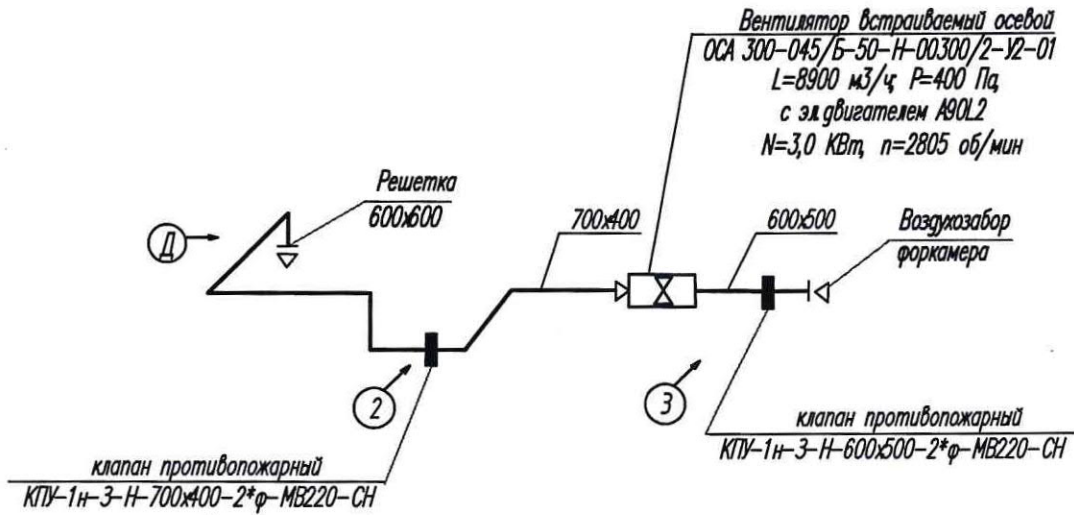 Вентилятор встраиваемый осевой
ОСА 300-045/Б-50-Н-00300/2-У2-01
L=8900 м3/ч, P=400 Па,
с эл.двигателем А90L2
N=3,0 КВт, n=2805 об/мин
Решетка
600х600
Д
700х400
600х500
Воздухозабор
форкамера
2
3
клапан противопожарный
КПУ-1н-З-Н-600х500-2*ф-МВ220-СН
клапан противопожарный
КПУ-1н-З-Н-700х400-2*ф-МВ220-СН